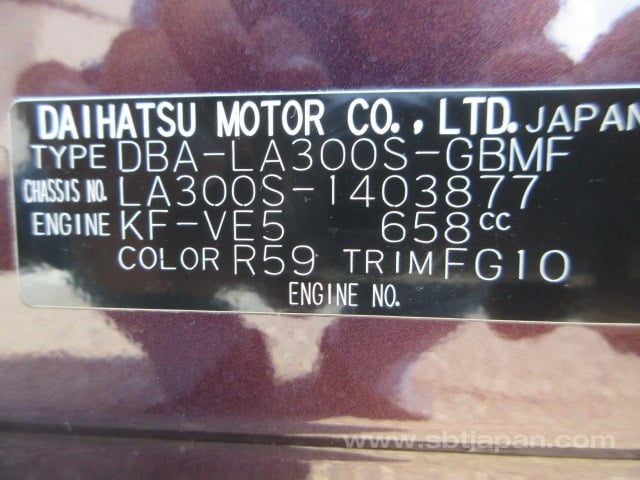 DAIHATSU MOTOR CO., LTD. JAPAN
TYPE DBA-LA300S-GBMF
CHASSIS NO. LA300S-1403877
ENGINE KF-VE5 658cc
COLOR R59 TRIM FG10
ENGINE NO.
www.sbtjapan.com